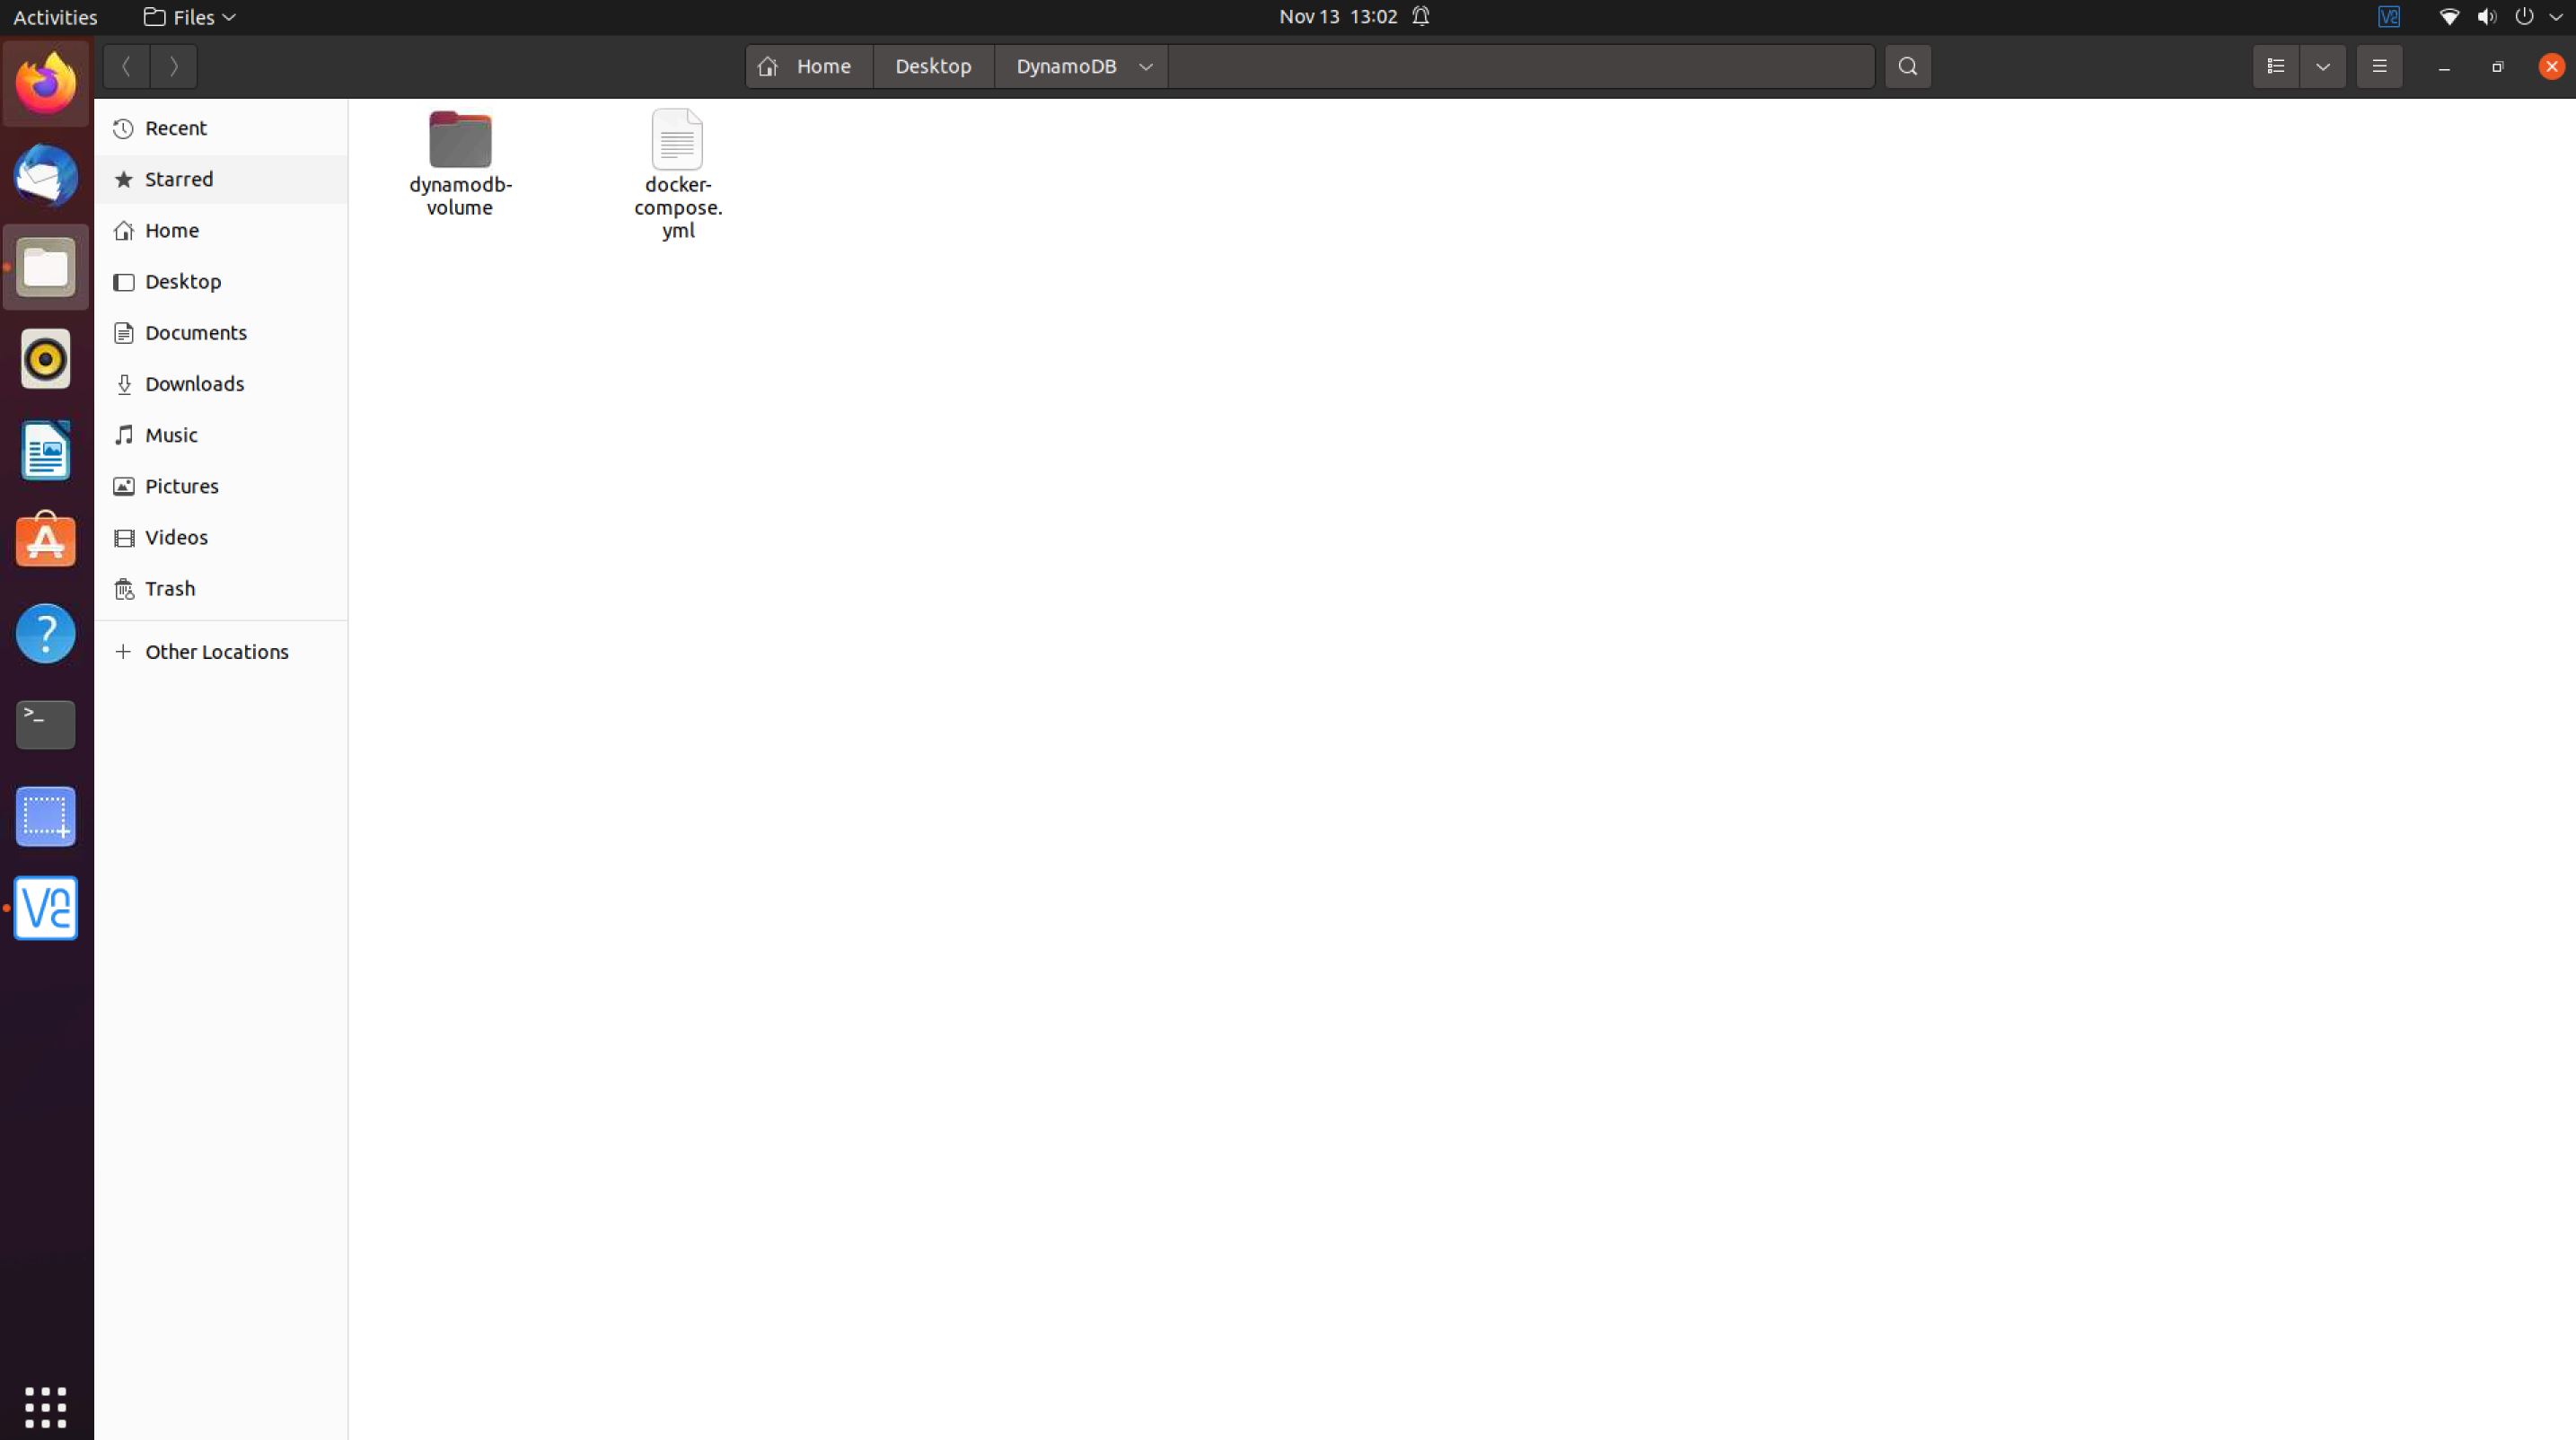 Activities
Files
Nov 13 13:02
Home
Desktop
DynamoDB
Recent
Starred
Home
Desktop
Documents
Downloads
Music
Pictures
Videos
Trash
Other Locations
dynamodb-
volume
docker-
compose.
yml